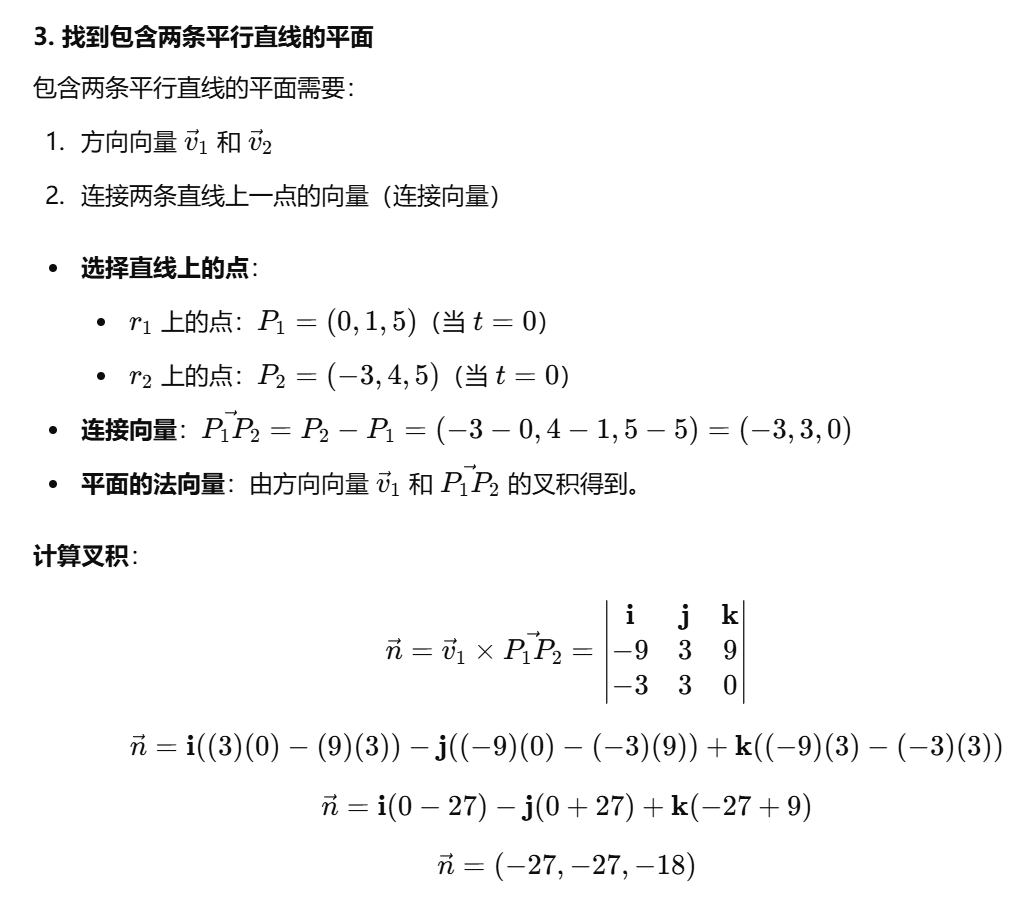 3. 找到包含两条平行直线的平面
包含两条平行直线的平面需要：
1. 方向向量 $\vec{v}_1$ 和 $\vec{v}_2$
2. 连接两条直线上一点的向量（连接向量）
• 选择直线上的点：
• $r_1$ 上的点：$P_1 = (0, 1, 5)$（当 $t = 0$）
• $r_2$ 上的点：$P_2 = (-3, 4, 5)$（当 $t = 0$）
• 连接向量：$\vec{P_1P_2} = P_2 - P_1 = (-3 - 0, 4 - 1, 5 - 5) = (-3, 3, 0)$
• 平面的法向量：由方向向量 $\vec{v}_1$ 和 $\vec{P_1P_2}$ 的叉积得到。
计算叉积：
$\vec{n} = \vec{v}_1 \times \vec{P_1P_2} = \begin{vmatrix} \mathbf{i} & \mathbf{j} & \mathbf{k} \\ -9 & 3 & 9 \\ -3 & 3 & 0 \end{vmatrix}$
$\vec{n} = \mathbf{i}((3)(0) - (9)(3)) - \mathbf{j}((-9)(0) - (-3)(9)) + \mathbf{k}((-9)(3) - (-3)(3))$
$\vec{n} = \mathbf{i}(0 - 27) - \mathbf{j}(0 + 27) + \mathbf{k}(-27 + 9)$
$\vec{n} = (-27, -27, -18)$